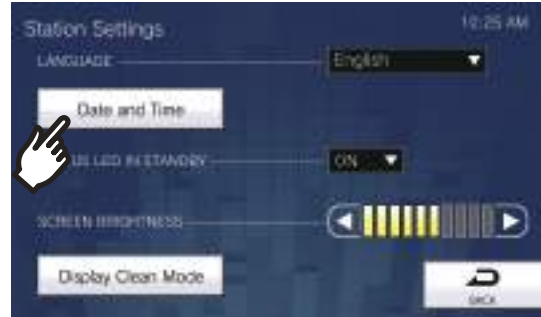 Station Settings 10:25 AM
LANGUAGE English
Date and Time
LED IN STANDBY ON
SCREEN BRIGHTNESS
Display Clean Mode
BACK